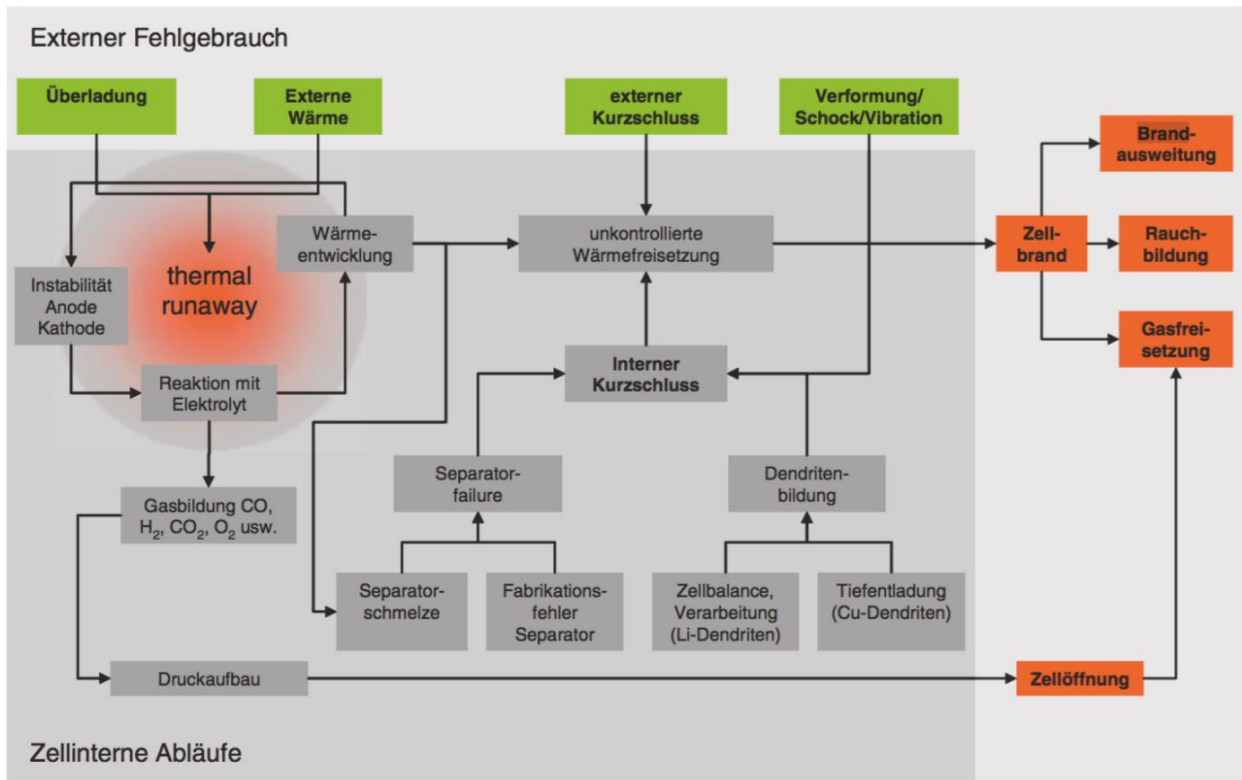 Externer Fehlgebrauch
Überladung
Externe
Wärme
externer
Kurzschluss
Verformung/
Schock/Vibration
Brand-
ausweitung
Wärme-
entwicklung
unkontrollierte
Wärmefreisetzung
Zell-
brand
Rauch-
bildung
thermal
runaway
Instabilität
Anode
Kathode
Gasfrei-
setzung
Interner
Kurzschluss
Reaktion mit
Elektrolyt
Separator-
failure
Dendriten-
bildung
Gasbildung CO,
H₂, CO₂, O₂ usw.
Separator-
schmelze
Fabrikations-
fehler
Separator
Zellbalance,
Verarbeitung
(Li-Dendriten)
Tiefentladung
(Cu-Dendriten)
Druckaufbau
Zellöffnung
Zellinterne Abläufe